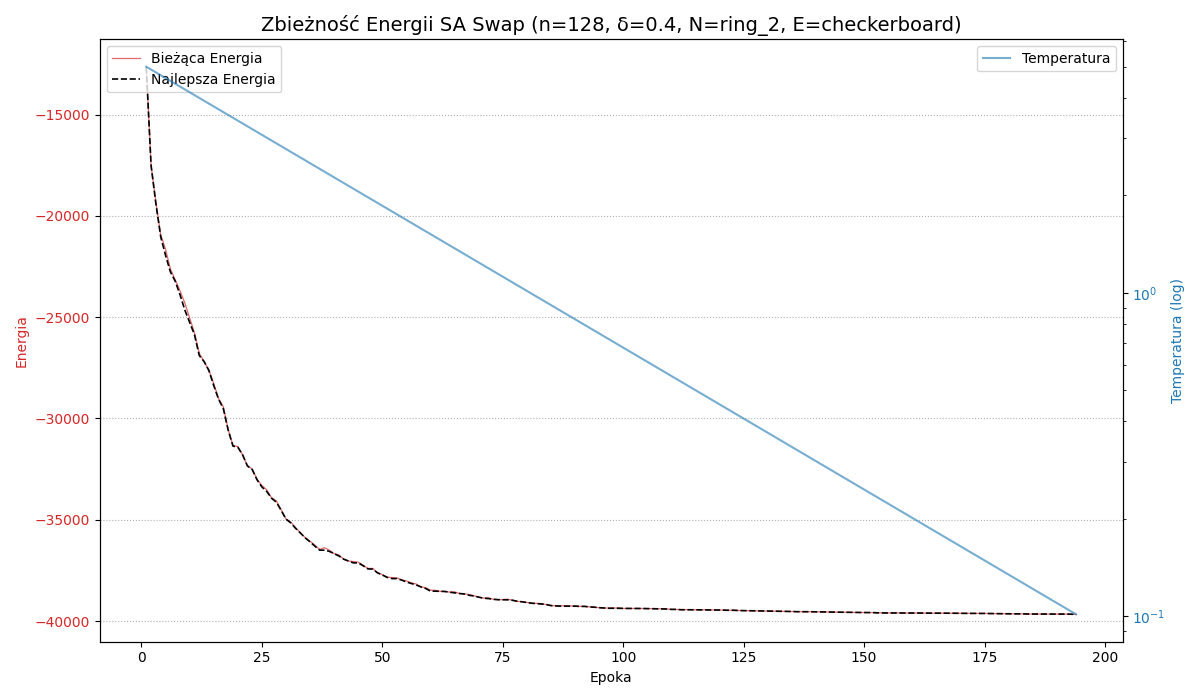 Zbieżność Energii SA Swap (n=128, δ=0.4, N=ring_2, E=checkerboard)
Bieżąca Energia
Najlepsza Energia
Temperatura
−15000
−20000
−25000
−30000
−35000
−40000
Energia
10⁰
10⁻¹
Temperatura (log)
0 25 50 75 100 125 150 175 200
Epoka